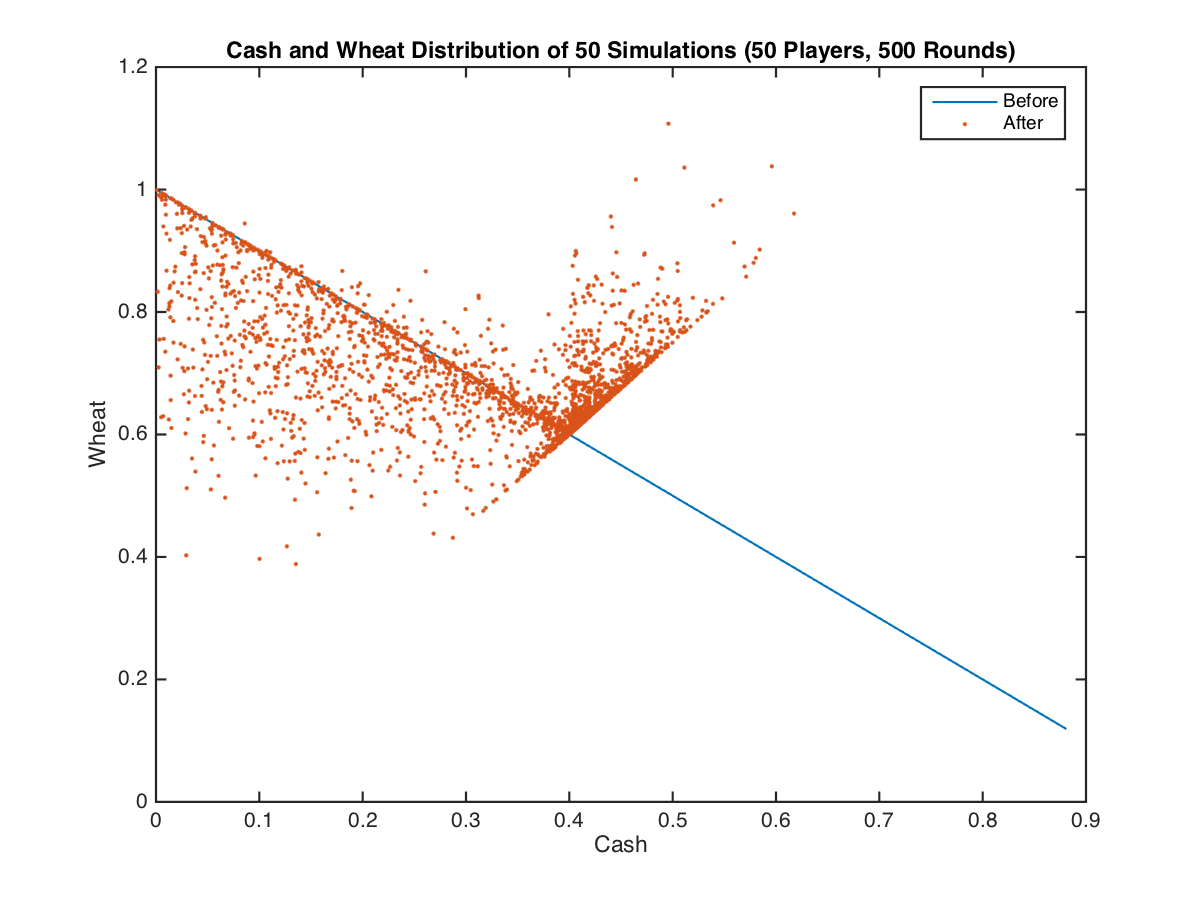 Cash and Wheat Distribution of 50 Simulations (50 Players, 500 Rounds)
1.2
1
0.8
0.6
0.4
0.2
0
Wheat
Before
After
0 0.1 0.2 0.3 0.4 0.5 0.6 0.7 0.8 0.9
Cash